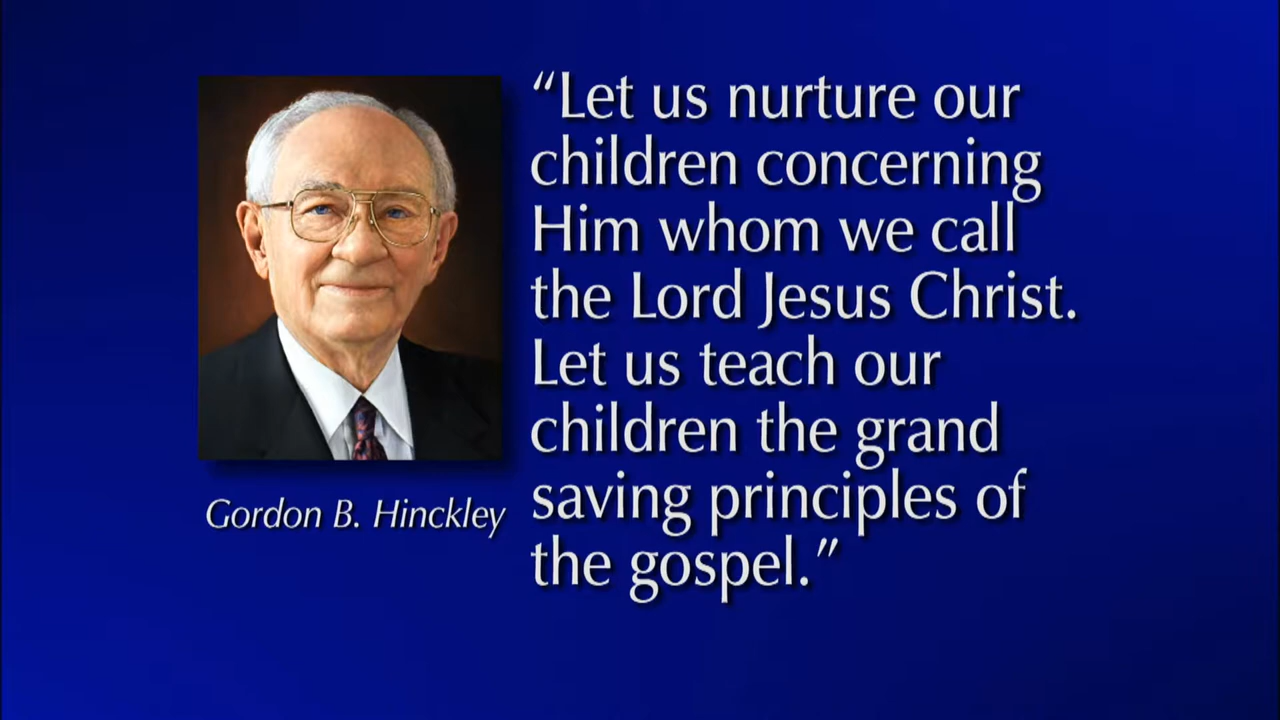 “Let us nurture our
children concerning
Him whom we call
the Lord Jesus Christ.
Let us teach our
children the grand
saving principles of
the gospel.”
Gordon B. Hinckley